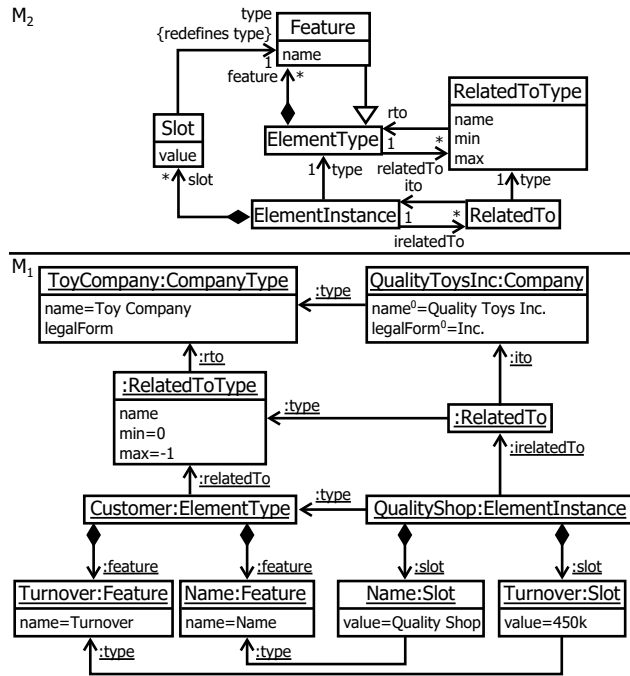 M2
type
{redefines type}
1
Feature
name
feature
*
RelatedToType
name
min
max
Slot
value
rto
ElementType
1
*
relatedTo
*
slot
1
type
ito
1
type
ElementInstance
1
*
RelatedTo
irelatedTo
M1
ToyCompany:CompanyType
name=Toy Company
legalForm
:type
QualityToysInc:Company
name⁰=Quality Toys Inc.
legalForm⁰=Inc.
:rto
:ito
:RelatedToType
name
min=0
max=-1
:type
:RelatedTo
:irelatedTo
:relatedTo
Customer:ElementType
:type
QualityShop:ElementInstance
:feature
:feature
:slot
:slot
Turnover:Feature
name=Turnover
Name:Feature
name=Name
Name:Slot
value=Quality Shop
Turnover:Slot
value=450k
:type
:type